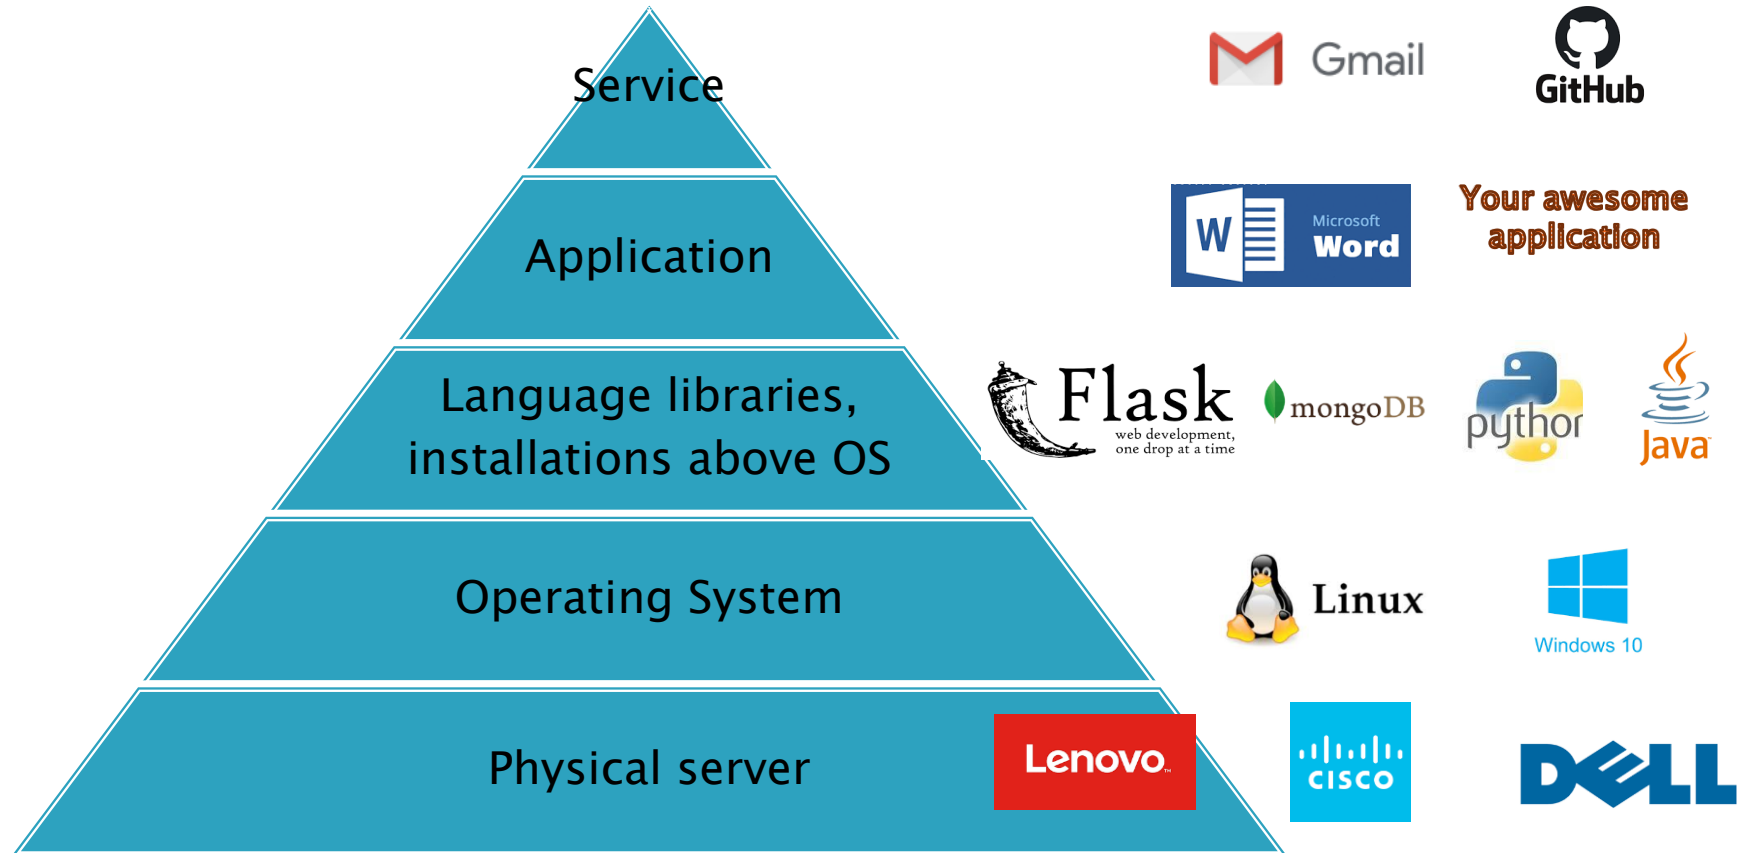 Service
Gmail
GitHub
Application
W
Microsoft
Word
Your awesome
application
Language libraries,
installations above OS
Flask
web development,
one drop at a time
mongoDB
python
Java
Operating System
Linux
Windows 10
Physical server
Lenovo™
CISCO
DELL